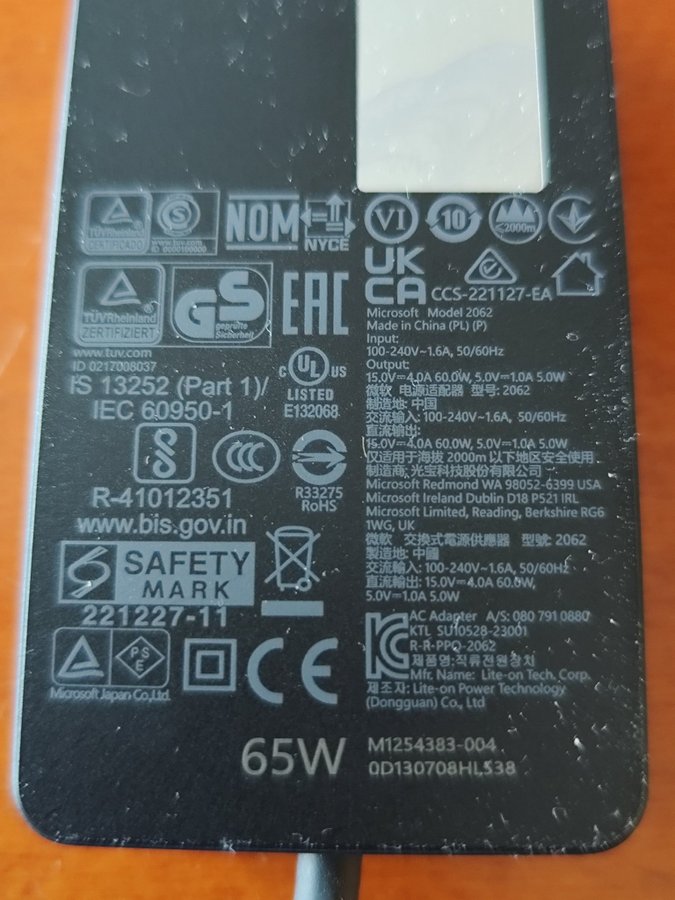 TÜVRheinland
CERTIFICADO
S
www.tuv.com
NOM
NYCE
VI
10
≤2000m
UK
CA
CCS-221127-EA
TÜVRheinland
ZERTIFIZIERT
GS
geprüfte
Sicherheit
EAC
www.tuv.com
ID 0217008037
IS 13252 (Part 1)/
IEC 60950-1
c UL US
LISTED
E132068
CCC
R33275
RoHS
R-41012351
www.bis.gov.in
S SAFETY
MARK
221227-11
PS
E
Microsoft Japan Co.,Ltd.
CE
65W
Microsoft Model 2062
Made in China (PL) (P)
Input:
100-240V~1.6A, 50/60Hz
Output:
15.0V⎓4.0A 60.0W, 5.0V⎓1.0A 5.0W
微软 电源适配器 型号: 2062
制造地: 中国
交流输入: 100-240V~1.6A, 50/60Hz
直流输出:
15.0V⎓4.0A 60.0W, 5.0V⎓1.0A 5.0W
仅适用于海拔 2000m 以下地区安全使用
制造商: 光宝科技股份有限公司
Microsoft Redmond WA 98052-6399 USA
Microsoft Ireland Dublin D18 P521 IRL
Microsoft Limited, Reading, Berkshire RG6
1WG, UK
微軟 交換式電源供應器 型號: 2062
製造地: 中國
交流輸入: 100-240V~1.6A, 50/60Hz
直流輸出: 15.0V⎓4.0A 60.0W,
5.0V⎓1.0A 5.0W
AC Adapter A/S: 080 791 0880
KTL SU10528-23001
R-R-PPQ-2062
제품명: 직류전원장치
Mfr. Name: Lite-on Tech. Corp.
제조자: Lite-on Power Technology
(Dongguan) Co., Ltd
M1254383-004
0D130708HL538